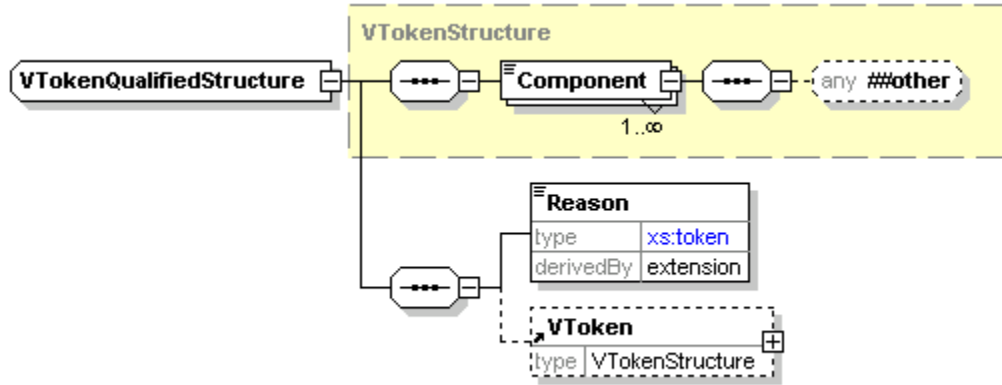 VTokenStructure
VTokenQualifiedStructure
Component
any ##other
1..∞
Reason
type xs:token
derivedBy extension
VToken
type VTokenStructure